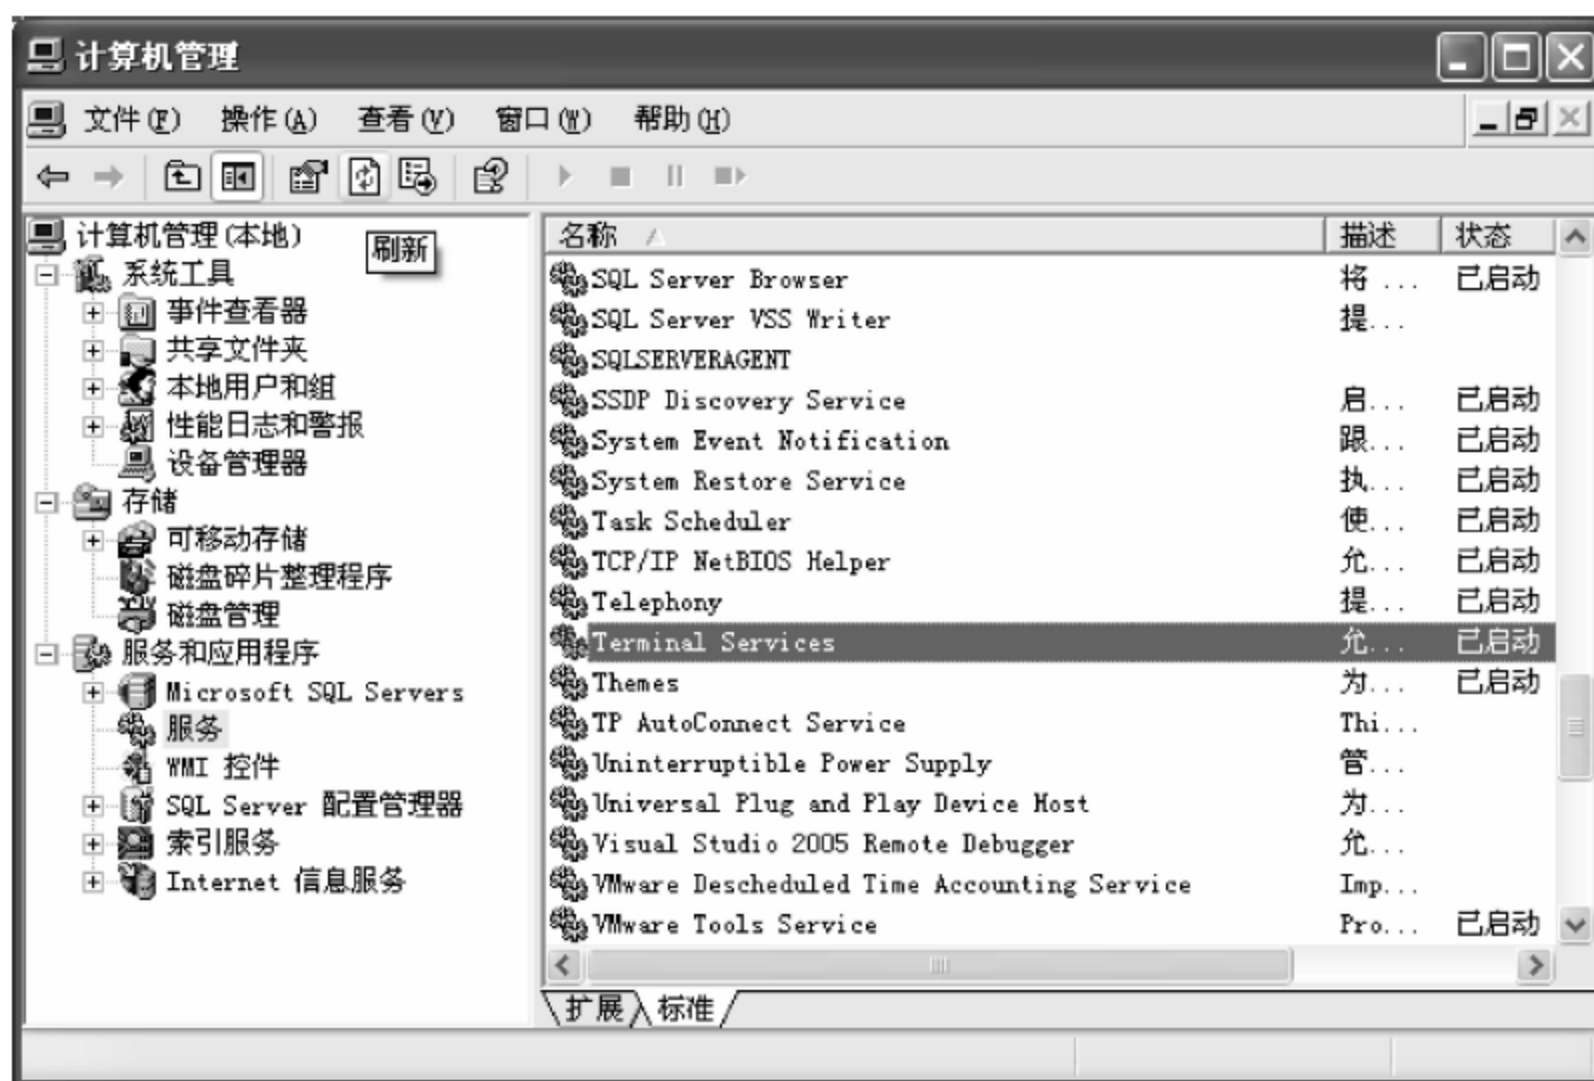 计算机管理
文件(F) 操作(A) 查看(V) 窗口(W) 帮助(H)
刷新
计算机管理(本地)
系统工具
事件查看器
共享文件夹
本地用户和组
性能日志和警报
设备管理器
存储
可移动存储
磁盘碎片整理程序
磁盘管理
服务和应用程序
Microsoft SQL Servers
服务
WMI 控件
SQL Server 配置管理器
索引服务
Internet 信息服务
名称 描述 状态
SQL Server Browser 将 ... 已启动
SQL Server VSS Writer 提...
SQLSERVERAGENT
SSDP Discovery Service 启... 已启动
System Event Notification 跟... 已启动
System Restore Service 执... 已启动
Task Scheduler 使... 已启动
TCP/IP NetBIOS Helper 允... 已启动
Telephony 提... 已启动
Terminal Services 允... 已启动
Themes 为... 已启动
TP AutoConnect Service Thi...
Uninterruptible Power Supply 管...
Universal Plug and Play Device Host 为...
Visual Studio 2005 Remote Debugger 允...
VMware Descheduled Time Accounting Service Imp...
VMware Tools Service Pro... 已启动
扩展 标准